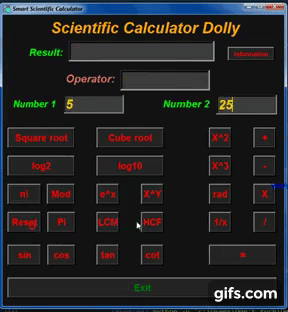 Smart Scientific Calculator
Scientific Calculator Dolly
Result:
Information
Operator:
Number 1 5 Number 2 25
Square root Cube root X^2 +
log2 log10 X^3 -
n! Mod e^x X^Y rad X
Reset Pi LCM HCF 1/x /
sin cos tan cot =
Exit
gifs.com